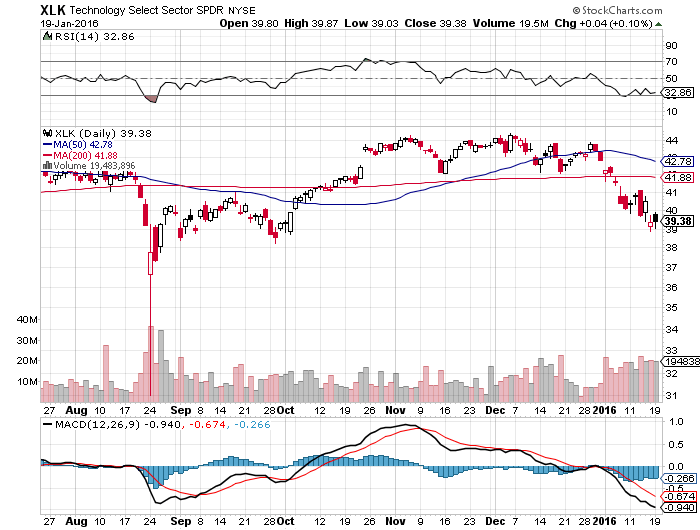 XLK Technology Select Sector SPDR NYSE © StockCharts.com
19-Jan-2016 Open 39.80 High 39.87 Low 39.03 Close 39.38 Volume 19.5M Chg +0.04 (+0.10%)
RSI(14) 32.86
90
70
50
32.86
30
10
XLK (Daily) 39.38
MA(50) 42.78
MA(200) 41.88
Volume 19,483,896
44
43
42.78
41.88
41
40
39.38
39
38
37
36
35
34
33
32
31
40M
30M
20M
10M
194838
27 Aug 10 17 24 Sep 8 14 21 28 Oct 12 19 26 Nov 9 16 23 Dec 7 14 21 28 2016 11 19
MACD(12,26,9) -0.940, -0.674, -0.266
1.0
0.5
0.0
-0.266
-0.5
-0.674
-0.940
27 Aug 10 17 24 Sep 8 14 21 28 Oct 12 19 26 Nov 9 16 23 Dec 7 14 21 28 2016 11 19